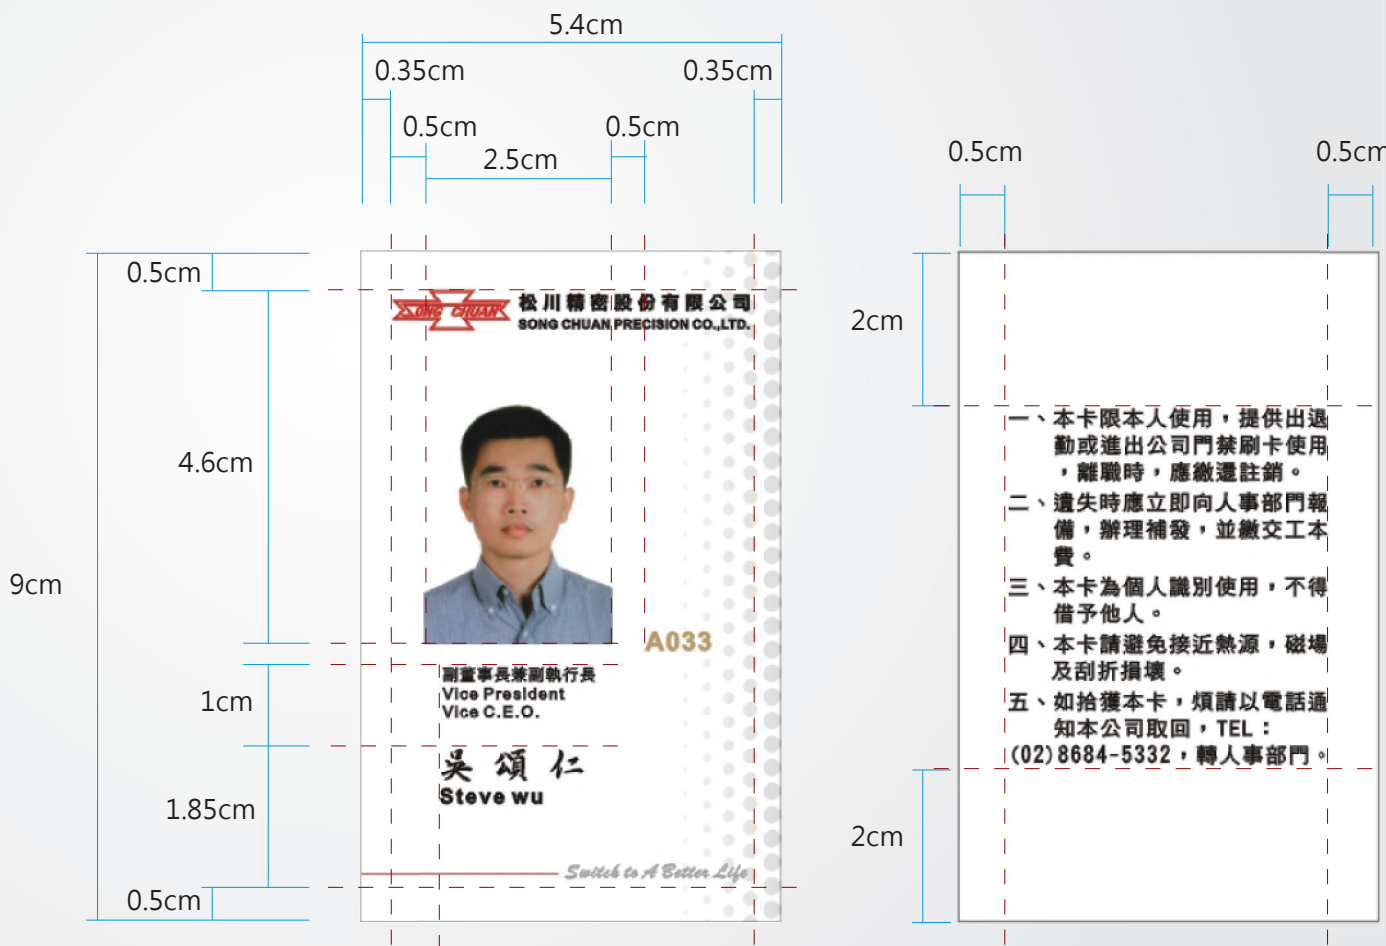 5.4cm
0.35cm
0.35cm
0.5cm
0.5cm
2.5cm
0.5cm
4.6cm
9cm
1cm
1.85cm
0.5cm
SONG CHUAN
松川精密股份有限公司
SONG CHUAN PRECISION CO.,LTD.
A033
副董事長兼副執行長
Vice President
Vice C.E.O.
吳頌仁
Steve wu
Switch to A Better Life
0.5cm
0.5cm
2cm
2cm
一、本卡限本人使用，提供出退
勤或進出公司門禁刷卡使用
，離職時，應繳還註銷。
二、遺失時應立即向人事部門報
備，辦理補發，並繳交工本
費。
三、本卡為個人識別使用，不得
借予他人。
四、本卡請避免接近熱源，磁場
及刮折損壞。
五、如拾獲本卡，煩請以電話通
知本公司取回，TEL：
(02)8684-5332，轉人事部門。